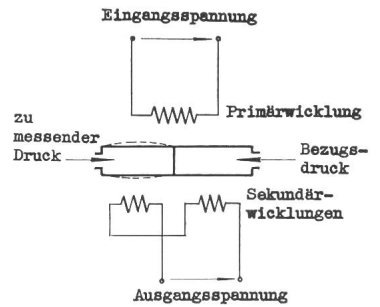 Eingangsspannung
Primärwicklung
zu
messender
Druck
Bezugs-
druck
Sekundär-
wicklungen
Ausgangsspannung